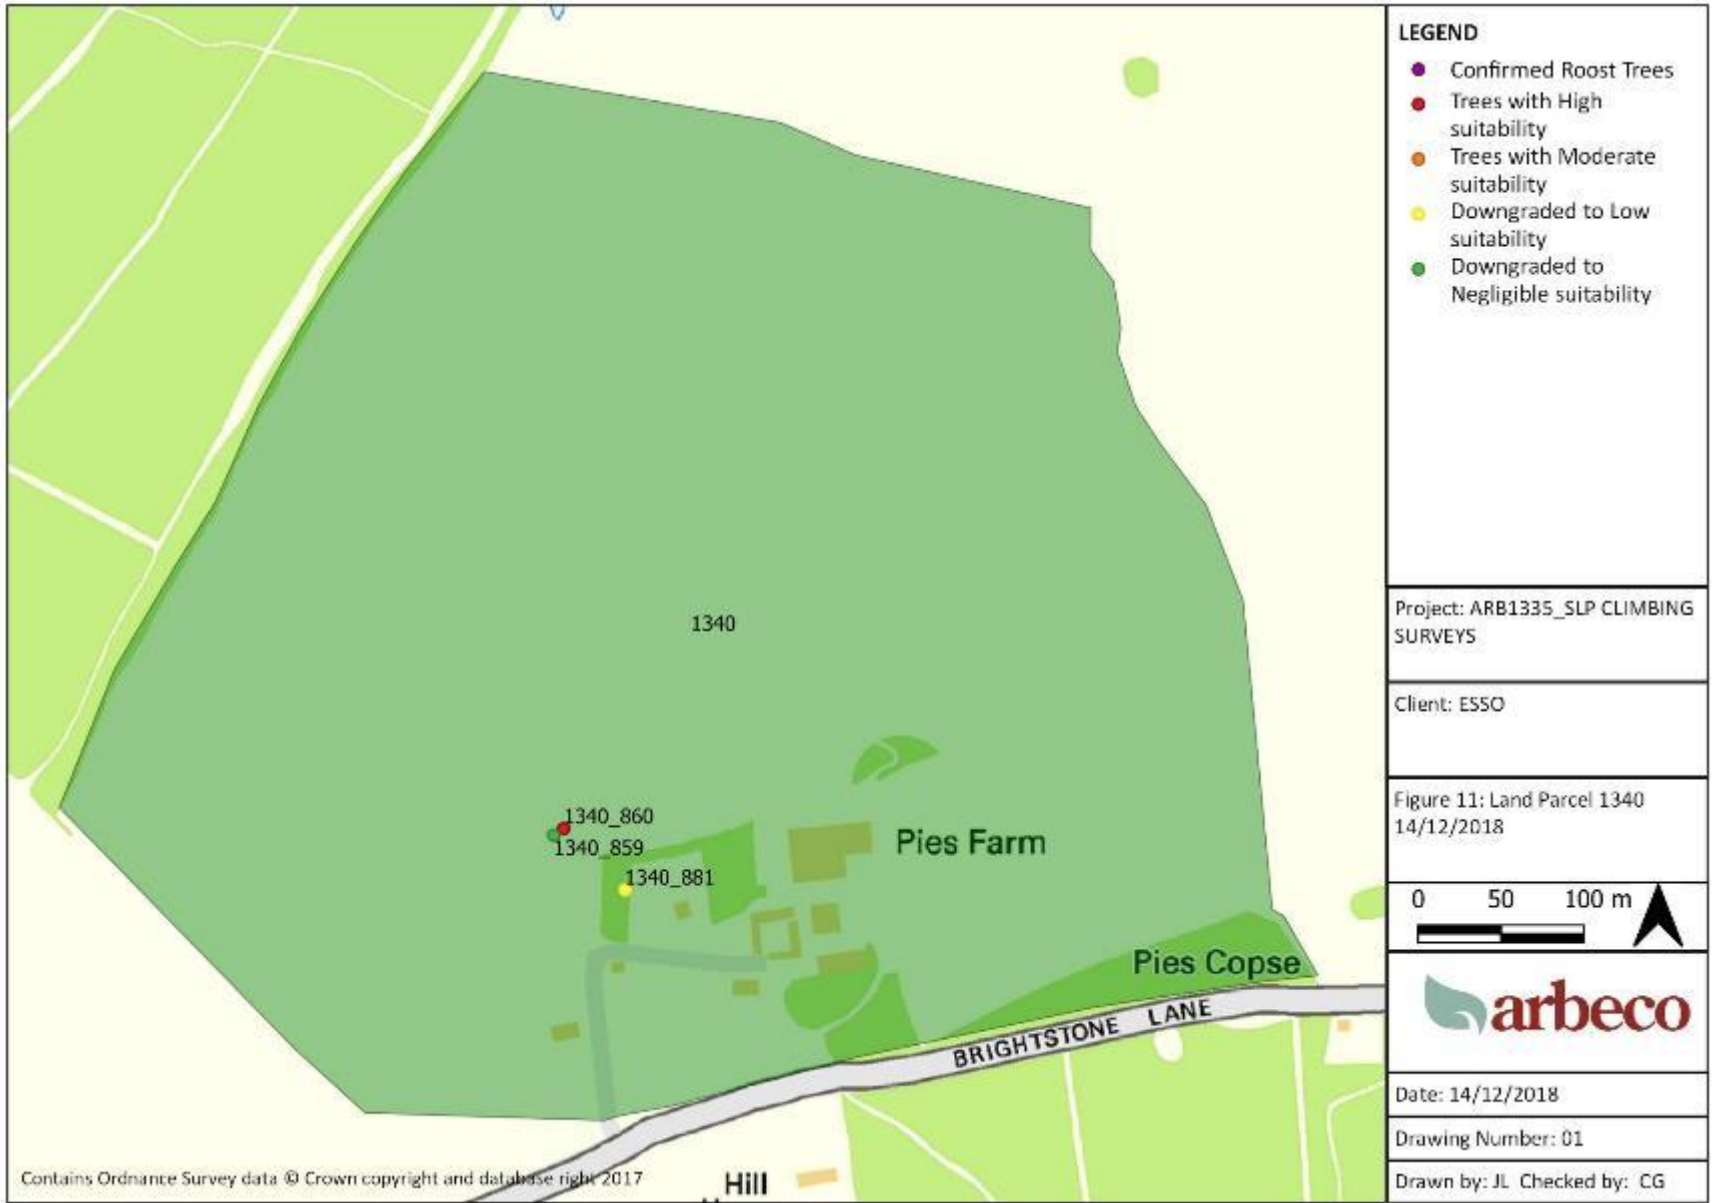 1340
1340_860
1340_859
1340_881
Pies Farm
Pies Copse
BRIGHTSTONE LANE
Hill
Contains Ordnance Survey data © Crown copyright and database right 2017
LEGEND
Confirmed Roost Trees
Trees with High
suitability
Trees with Moderate
suitability
Downgraded to Low
suitability
Downgraded to
Negligible suitability
Project: ARB1335_SLP CLIMBING
SURVEYS
Client: ESSO
Figure 11: Land Parcel 1340
14/12/2018
0 50 100 m
arbeco
Date: 14/12/2018
Drawing Number: 01
Drawn by: JL Checked by: CG